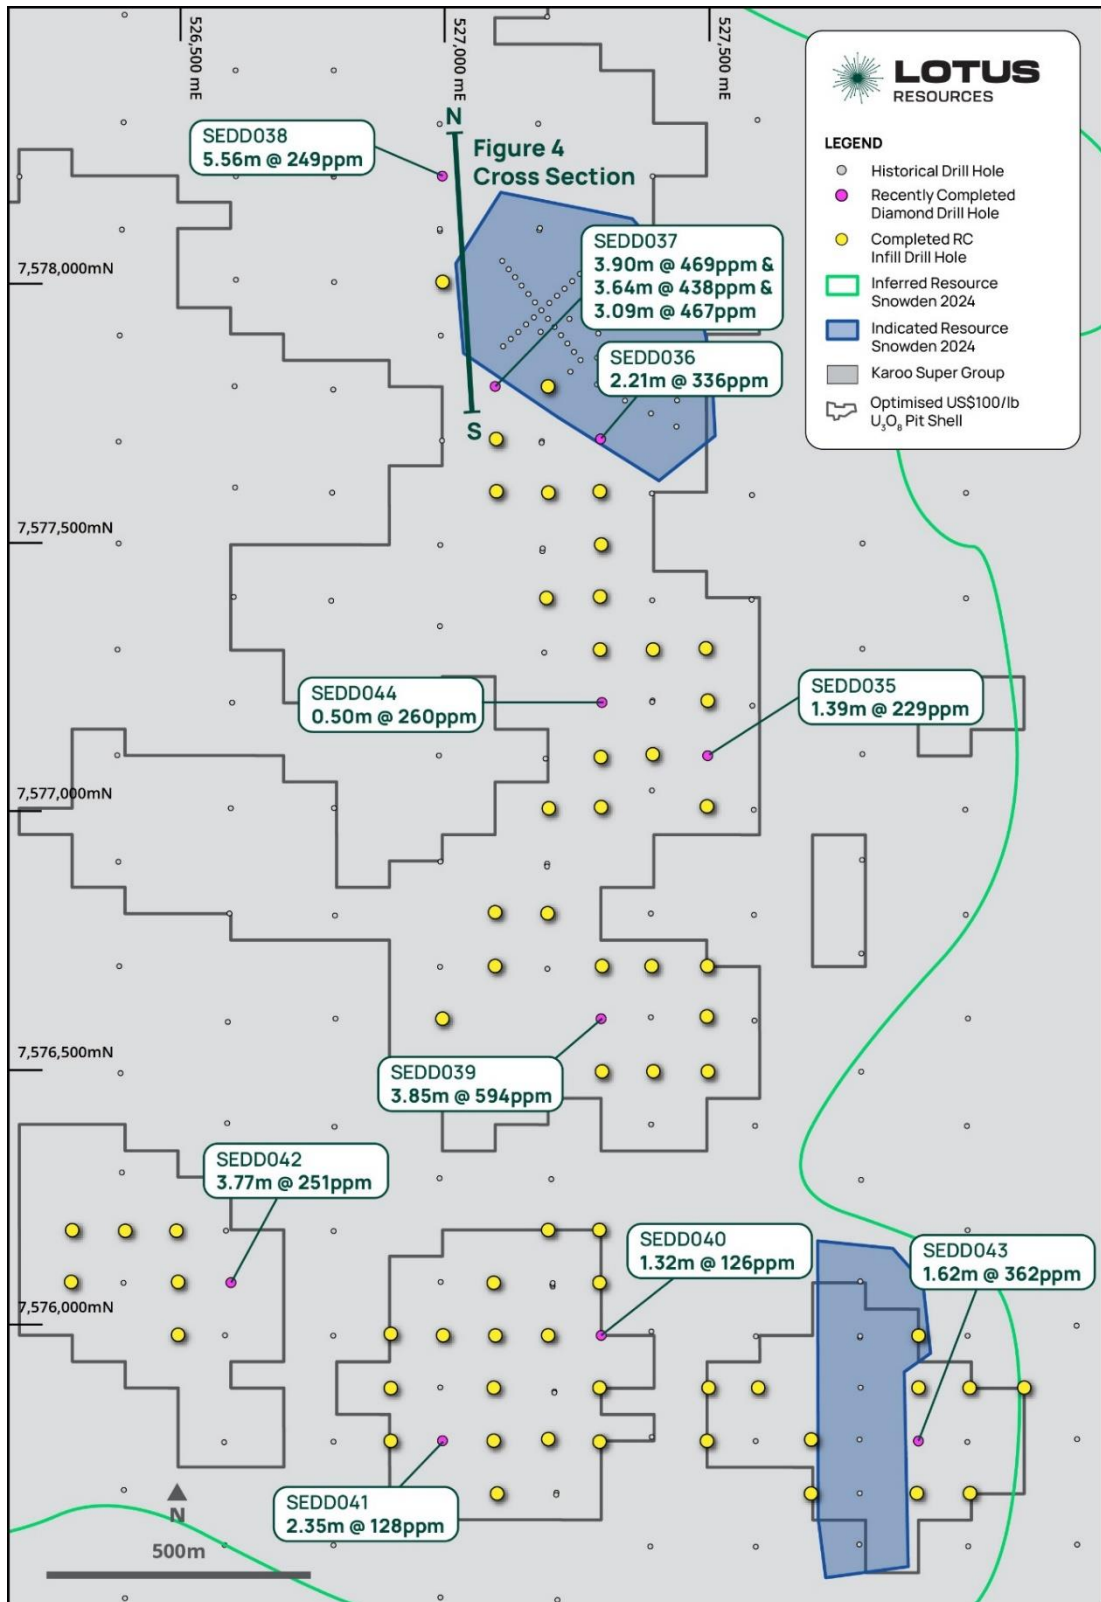 526,500 mE
527,000 mE
527,500 mE
LOTUS
RESOURCES
LEGEND
Historical Drill Hole
Recently Completed
Diamond Drill Hole
Completed RC
Infill Drill Hole
Inferred Resource
Snowden 2024
Indicated Resource
Snowden 2024
Karoo Super Group
Optimised US$100/lb
U₃O₈ Pit Shell
SEDD038
5.56m @ 249ppm
N
Figure 4
Cross Section
SEDD037
3.90m @ 469ppm &
3.64m @ 438ppm &
3.09m @ 467ppm
7,578,000mN
SEDD036
2.21m @ 336ppm
S
7,577,500mN
SEDD044
0.50m @ 260ppm
SEDD035
1.39m @ 229ppm
7,577,000mN
7,576,500mN
SEDD039
3.85m @ 594ppm
SEDD042
3.77m @ 251ppm
SEDD040
1.32m @ 126ppm
SEDD043
1.62m @ 362ppm
7,576,000mN
SEDD041
2.35m @ 128ppm
N
500m